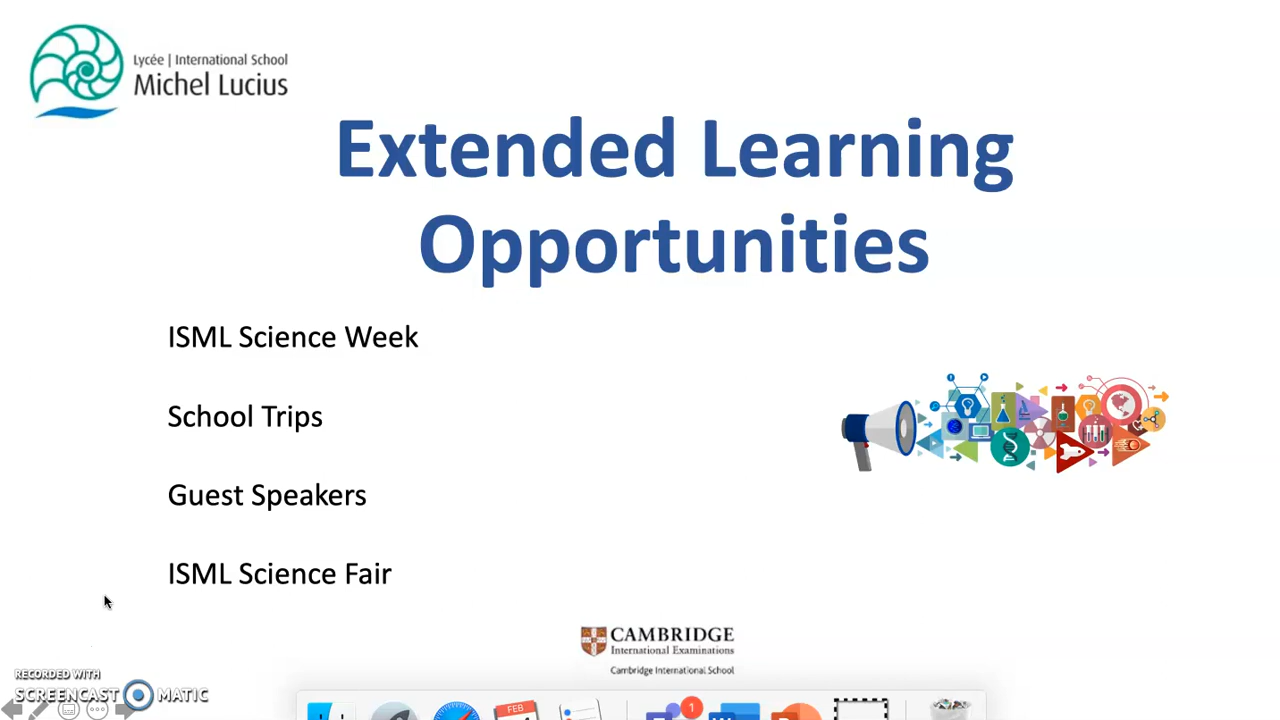 Lycée | International School
Michel Lucius
Extended Learning
Opportunities
ISML Science Week
School Trips
Guest Speakers
ISML Science Fair
CAMBRIDGE
International Examinations
Cambridge International School
RECORDED WITH
SCREENCAST MATIC
FEB
1